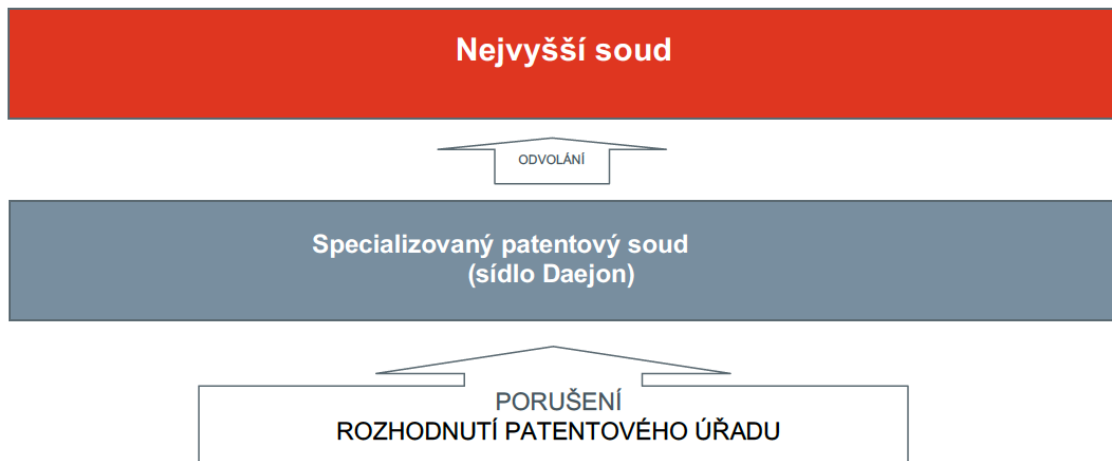 Nejvyšší soud
ODVOLÁNÍ
Specializovaný patentový soud
(sídlo Daejon)
PORUŠENÍ
ROZHODNUTÍ PATENTOVÉHO ÚŘADU